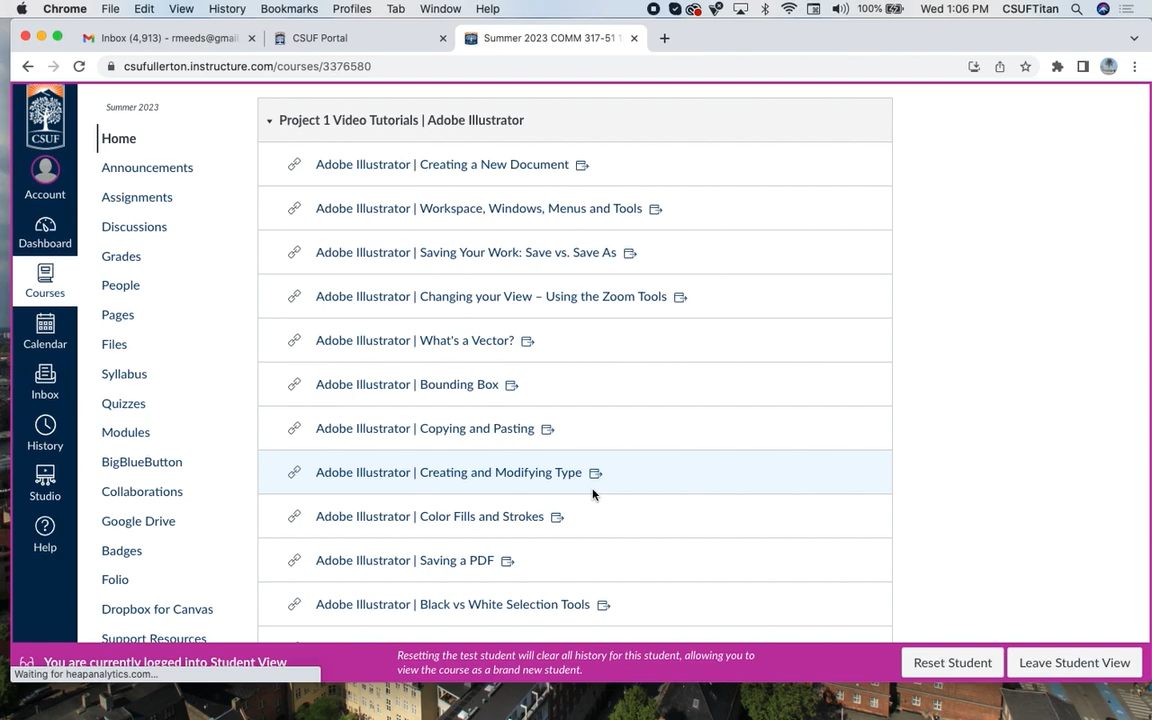 Chrome File Edit View History Bookmarks Profiles Tab Window Help 100% Wed 1:06 PM CSUFTitan
Inbox (4,913) - rmeeds@gmai CSUF Portal Summer 2023 COMM 317-51 1
csufullerton.instructure.com/courses/3376580
CSUF
Account
Dashboard
Courses
Calendar
Inbox
History
Studio
Help
Summer 2023
Home
Announcements
Assignments
Discussions
Grades
People
Pages
Files
Syllabus
Quizzes
Modules
BigBlueButton
Collaborations
Google Drive
Badges
Folio
Dropbox for Canvas
Support Resources
Project 1 Video Tutorials | Adobe Illustrator
Adobe Illustrator | Creating a New Document
Adobe Illustrator | Workspace, Windows, Menus and Tools
Adobe Illustrator | Saving Your Work: Save vs. Save As
Adobe Illustrator | Changing your View – Using the Zoom Tools
Adobe Illustrator | What's a Vector?
Adobe Illustrator | Bounding Box
Adobe Illustrator | Copying and Pasting
Adobe Illustrator | Creating and Modifying Type
Adobe Illustrator | Color Fills and Strokes
Adobe Illustrator | Saving a PDF
Adobe Illustrator | Black vs White Selection Tools
You are currently logged into Student View
Resetting the test student will clear all history for this student, allowing you to
view the course as a brand new student.
Reset Student Leave Student View
Waiting for heapanalytics.com...